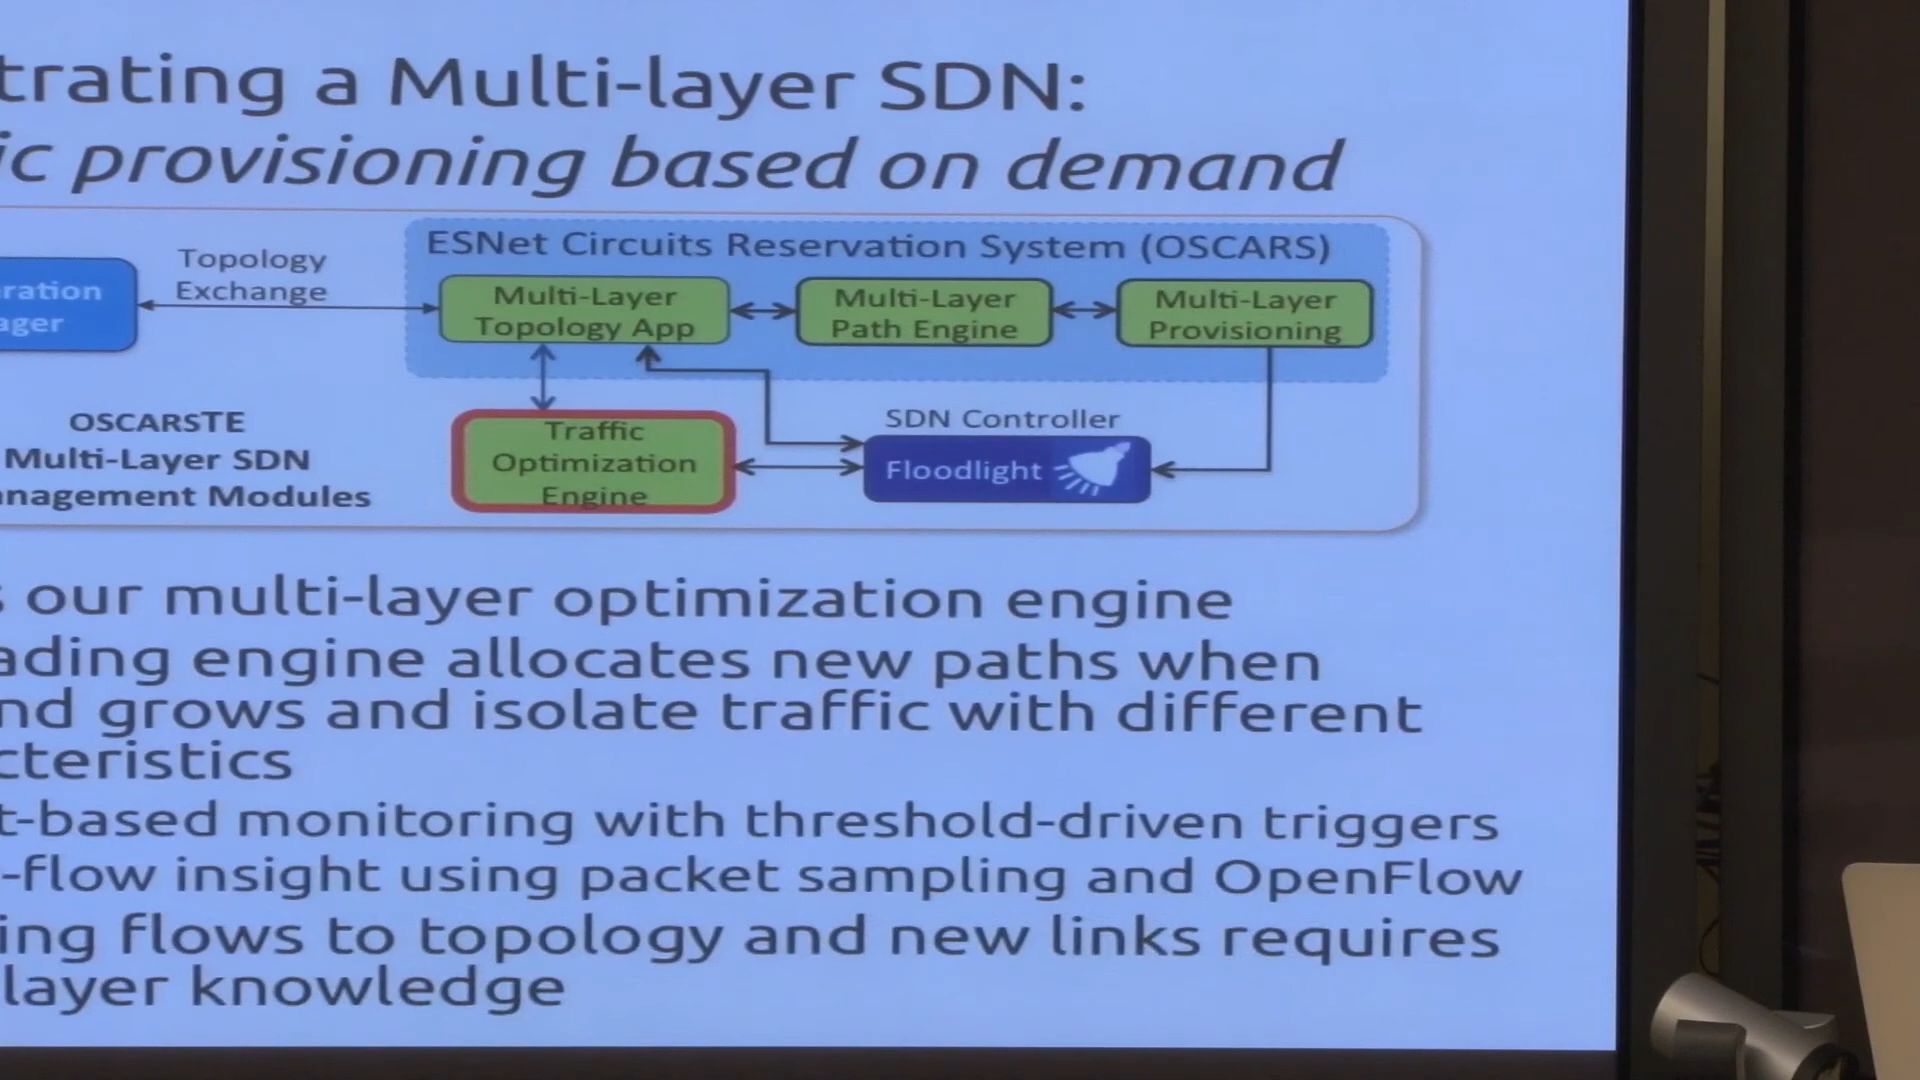 trating a Multi-layer SDN:
ic provisioning based on demand
ESNet Circuits Reservation System (OSCARS)
Topology
Exchange
ration
ager
Multi-Layer
Topology App
Multi-Layer
Path Engine
Multi-Layer
Provisioning
OSCARSTE
Multi-Layer SDN
nagement Modules
Traffic
Optimization
Engine
SDN Controller
Floodlight
s our multi-layer optimization engine
ading engine allocates new paths when
nd grows and isolate traffic with different
cteristics
t-based monitoring with threshold-driven triggers
-flow insight using packet sampling and OpenFlow
ing flows to topology and new links requires
layer knowledge